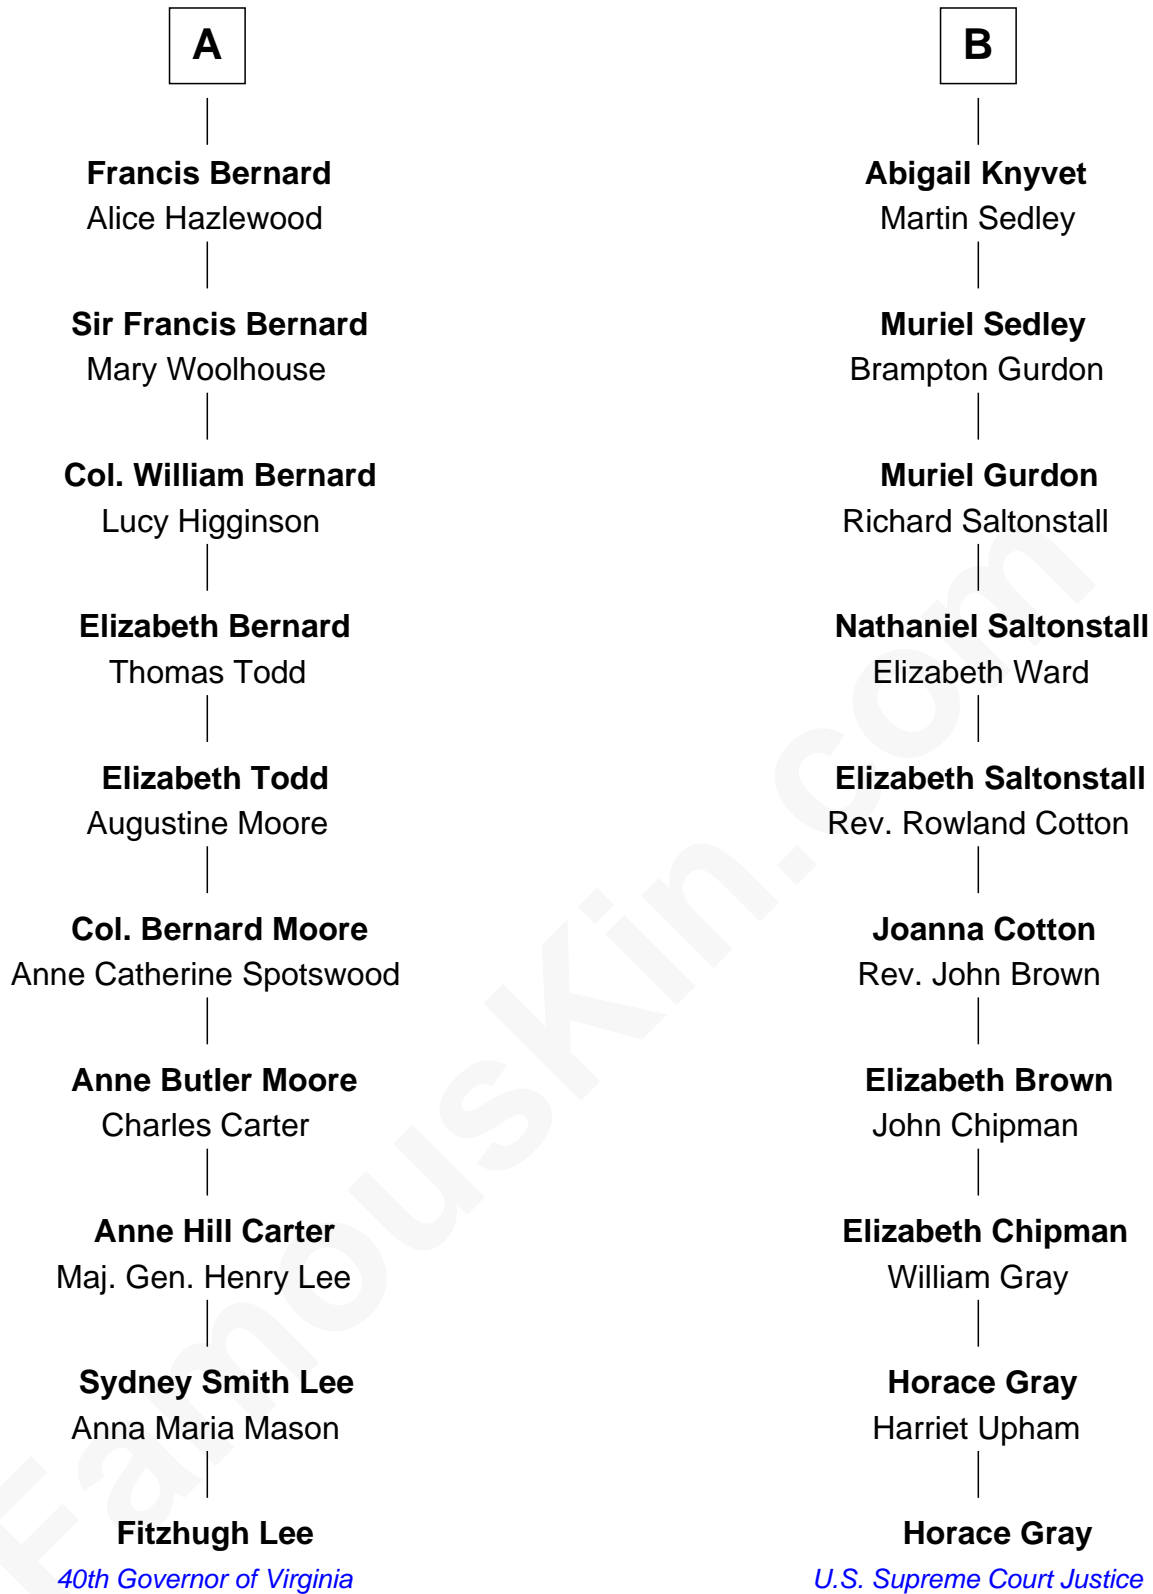 A
Francis Bernard
Alice Hazlewood
Sir Francis Bernard
Mary Woolhouse
Col. William Bernard
Lucy Higginson
Elizabeth Bernard
Thomas Todd
Elizabeth Todd
Augustine Moore
Col. Bernard Moore
Anne Catherine Spotswood
Anne Butler Moore
Charles Carter
Anne Hill Carter
Maj. Gen. Henry Lee
Sydney Smith Lee
Anna Maria Mason
Fitzhugh Lee
40th Governor of Virginia
B
Abigail Knyvet
Martin Sedley
Muriel Sedley
Brampton Gurdon
Muriel Gurdon
Richard Saltonstall
Nathaniel Saltonstall
Elizabeth Ward
Elizabeth Saltonstall
Rev. Rowland Cotton
Joanna Cotton
Rev. John Brown
Elizabeth Brown
John Chipman
Elizabeth Chipman
William Gray
Horace Gray
Harriet Upham
Horace Gray
U.S. Supreme Court Justice
FamousKin.com